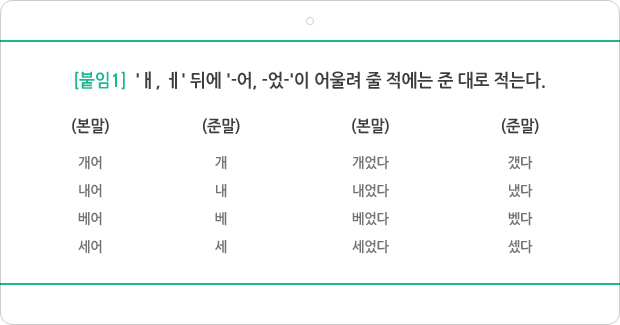 [붙임1] 'ㅐ, ㅔ' 뒤에 '-어, -었-'이 어울려 줄 적에는 준 대로 적는다.
(본말) (준말) (본말) (준말)
개어 개 개었다 갰다
내어 내 내었다 냈다
베어 베 베었다 벴다
세어 세 세었다 셌다